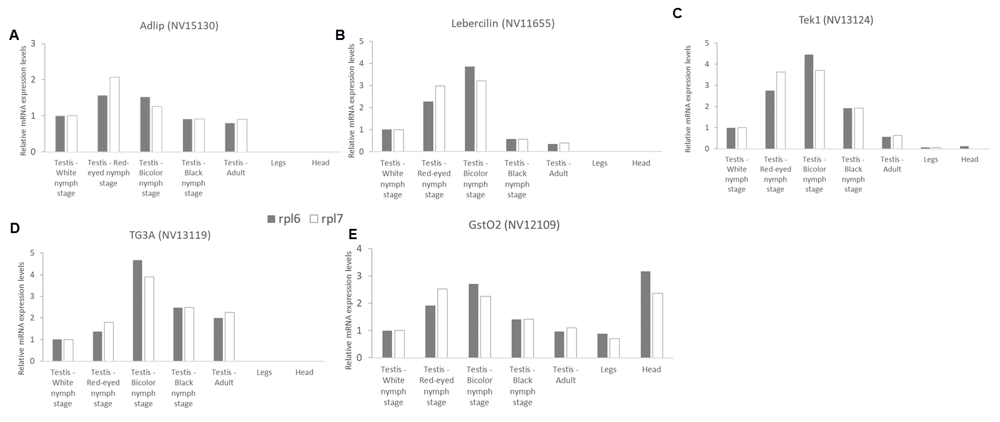 A
Adlip (NV15130)
Relative mRNA expression levels
3
2
1
0
Testis - White nymph stage
Testis - Red-eyed nymph stage
Testis - Bicolor nymph stage
Testis - Black nymph stage
Testis - Adult
Legs
Head
B
Lebercilin (NV11655)
Relative mRNA expression levels
5
4
3
2
1
0
Testis - White nymph stage
Testis - Red-eyed nymph stage
Testis - Bicolor nymph stage
Testis - Black nymph stage
Testis - Adult
Legs
Head
C
Tek1 (NV13124)
Relative mRNA expression levels
5
4
3
2
1
0
Testis - White nymph stage
Testis - Red-eyed nymph stage
Testis - Bicolor nymph stage
Testis - Black nymph stage
Testis - Adult
Legs
Head
rpl6 rpl7
D
TG3A (NV13119)
Relative mRNA expression levels
5
4
3
2
1
0
Testis - White nymph stage
Testis - Red-eyed nymph stage
Testis - Bicolor nymph stage
Testis - Black nymph stage
Testis - Adult
Legs
Head
E
GstO2 (NV12109)
Relative mRNA expression levels
4
3
2
1
0
Testis - White nymph stage
Testis - Red-eyed nymph stage
Testis - Bicolor nymph stage
Testis - Black nymph stage
Testis - Adult
Legs
Head